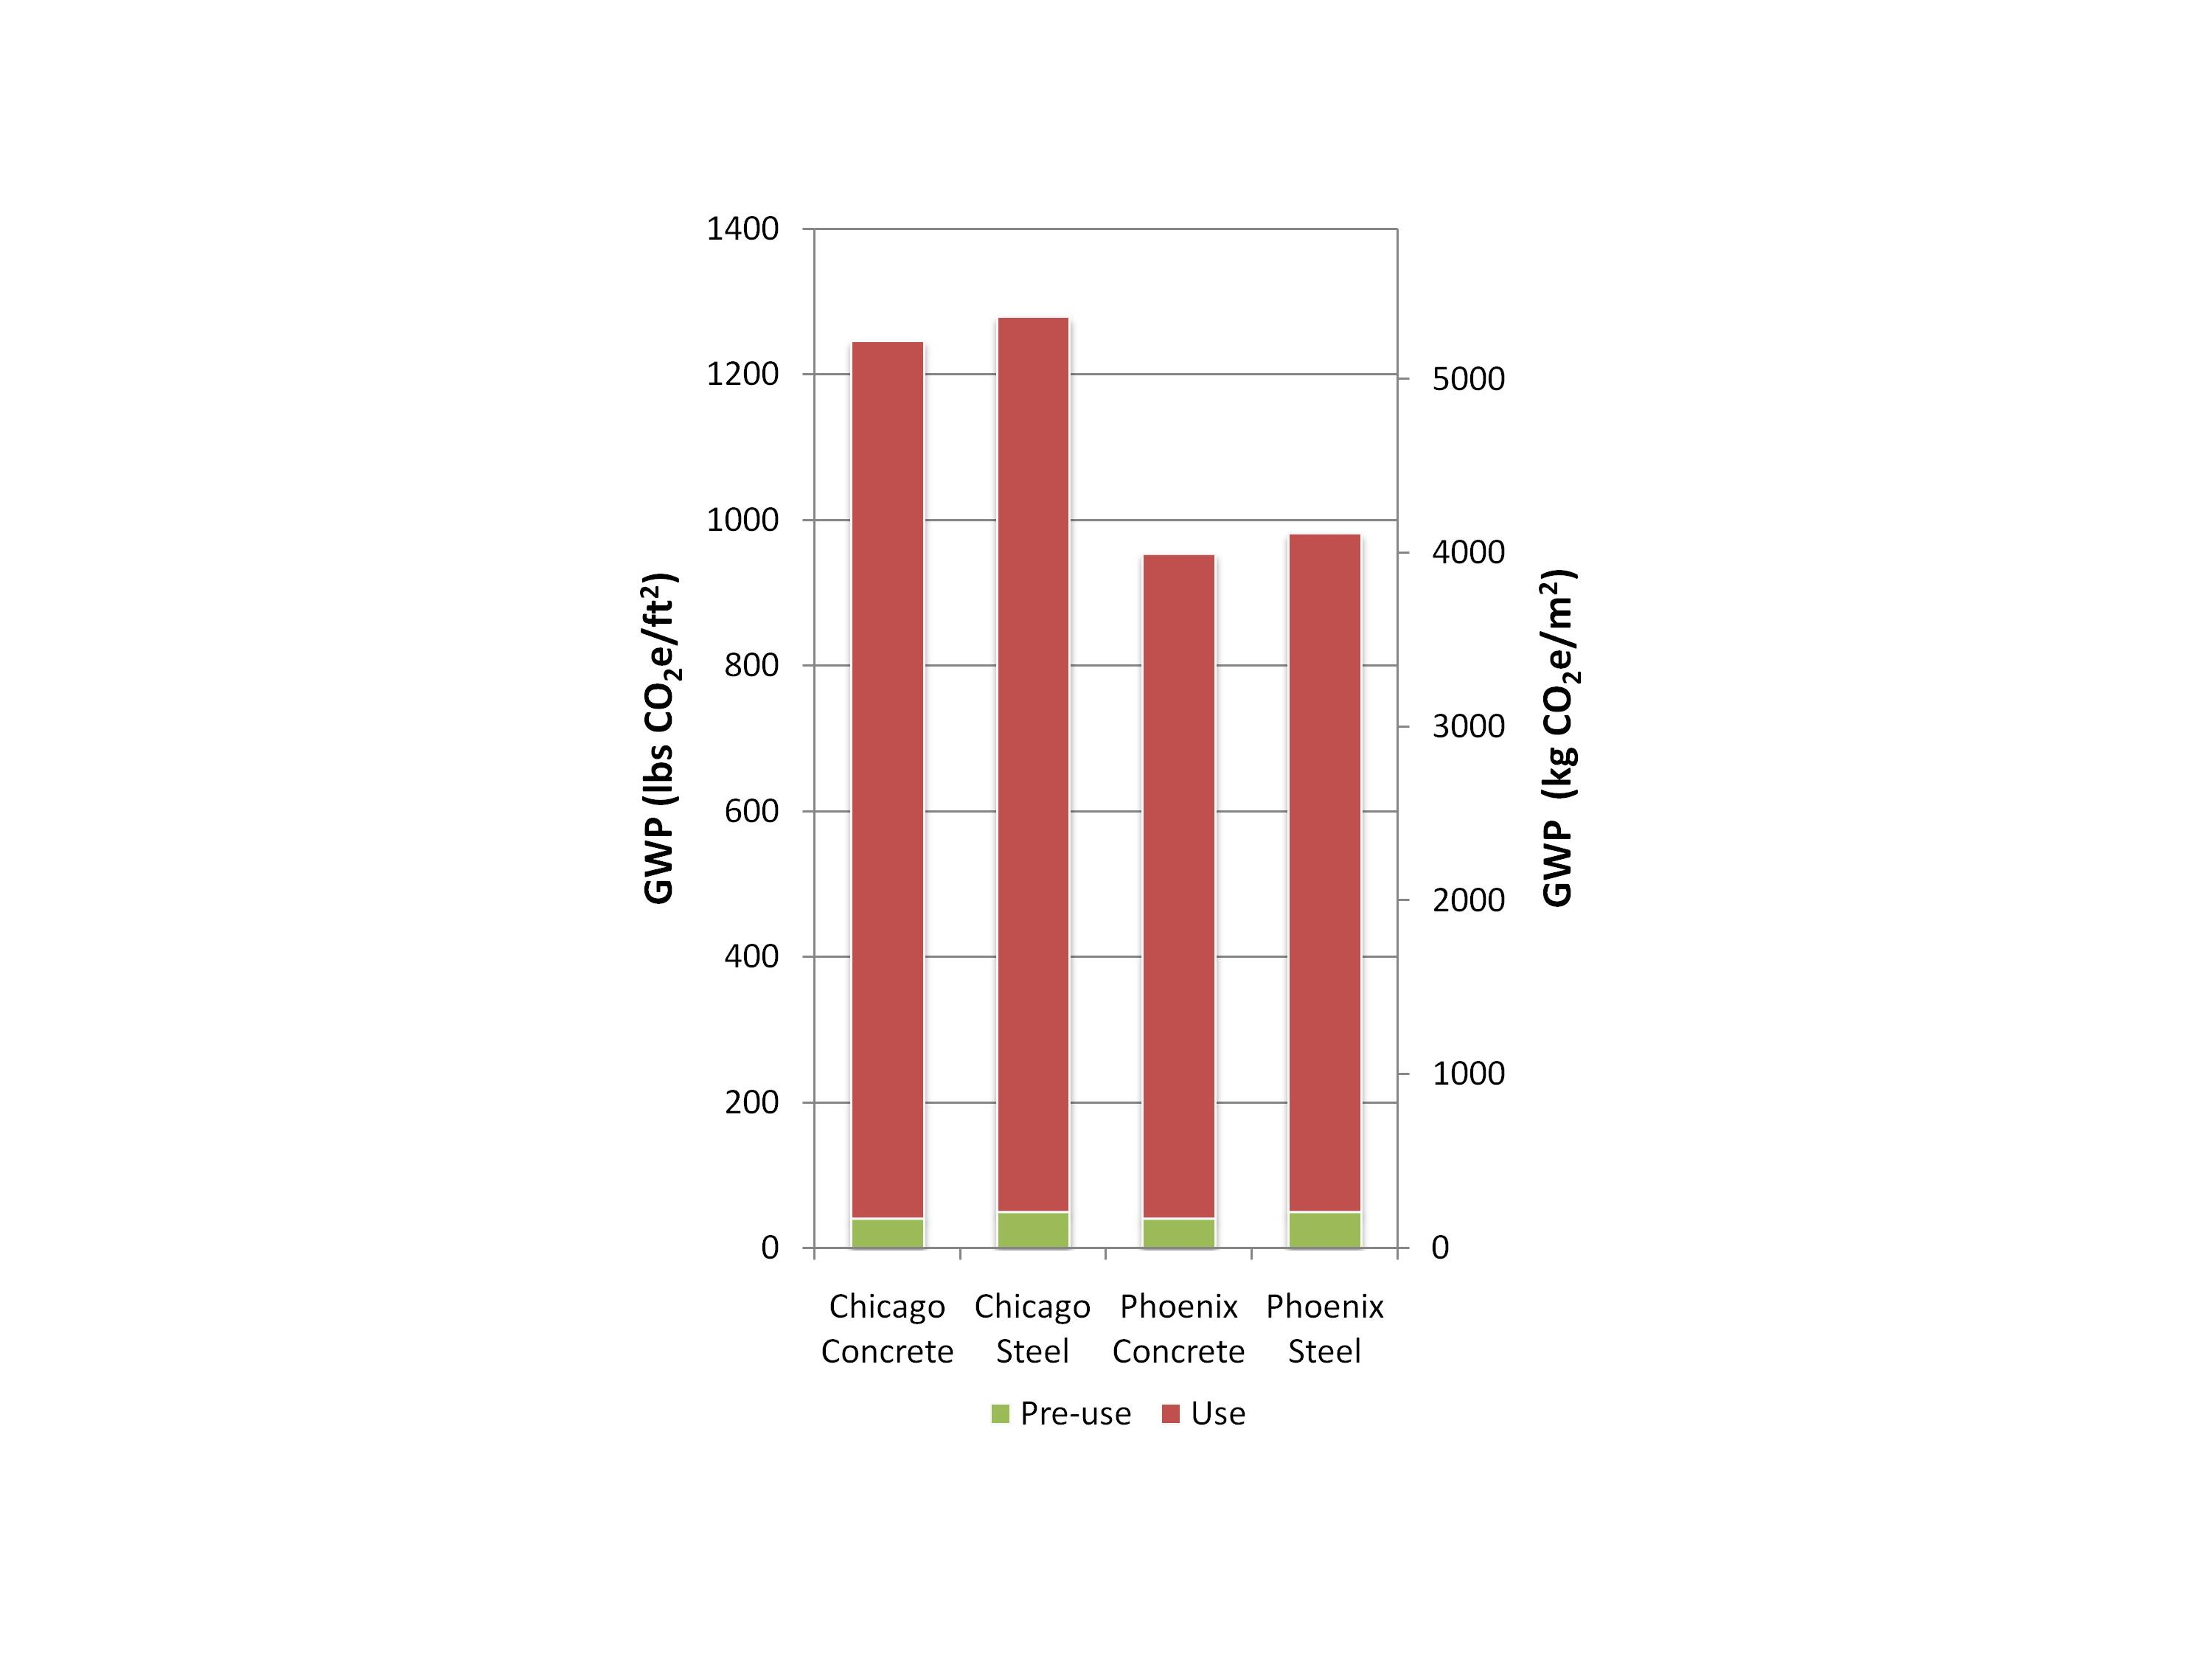 1400
1200
1000
800
600
400
200
0
GWP (lbs CO₂e/ft²)
5000
4000
3000
2000
1000
0
GWP (kg CO₂e/m²)
Chicago Concrete
Chicago Steel
Phoenix Concrete
Phoenix Steel
Pre-use
Use